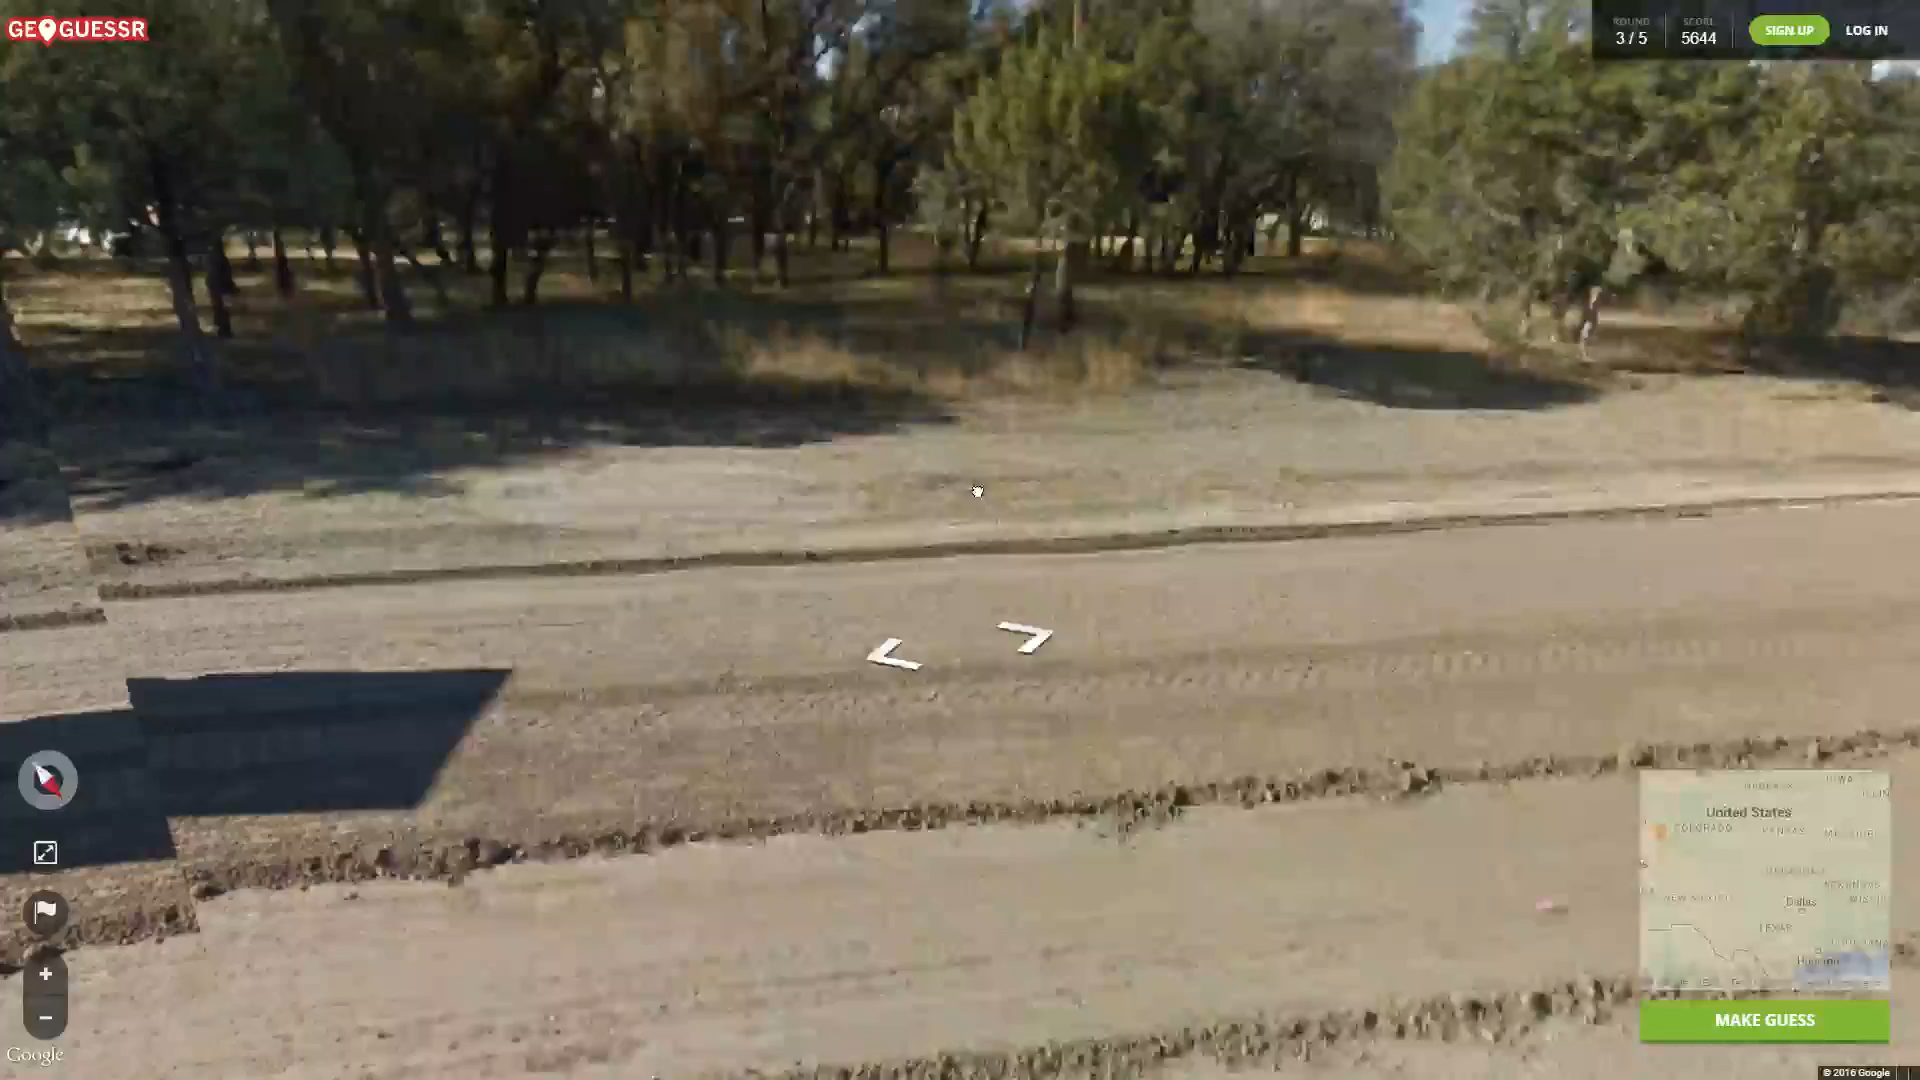 GEOGUESSR
ROUND
3 / 5
SCORE
5644
SIGN UP
LOG IN
IOWA
United States
COLORADO
KANSAS
NEW MEXICO
Dallas
TEXAS
MAKE GUESS
Google
© 2016 Google